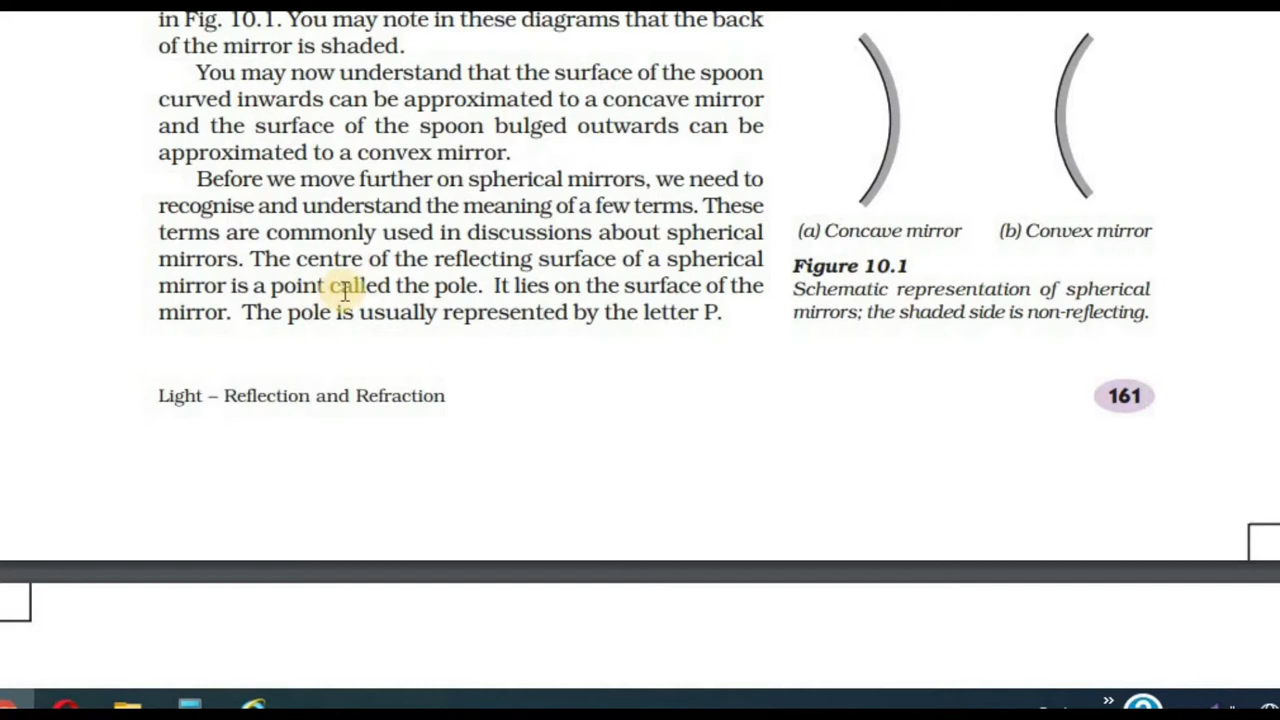 in Fig. 10.1. You may note in these diagrams that the back
of the mirror is shaded.
You may now understand that the surface of the spoon
curved inwards can be approximated to a concave mirror
and the surface of the spoon bulged outwards can be
approximated to a convex mirror.
Before we move further on spherical mirrors, we need to
recognise and understand the meaning of a few terms. These
terms are commonly used in discussions about spherical
mirrors. The centre of the reflecting surface of a spherical
mirror is a point called the pole. It lies on the surface of the
mirror. The pole is usually represented by the letter P.
(a) Concave mirror
(b) Convex mirror
Figure 10.1
Schematic representation of spherical
mirrors; the shaded side is non-reflecting.
Light – Reflection and Refraction
161